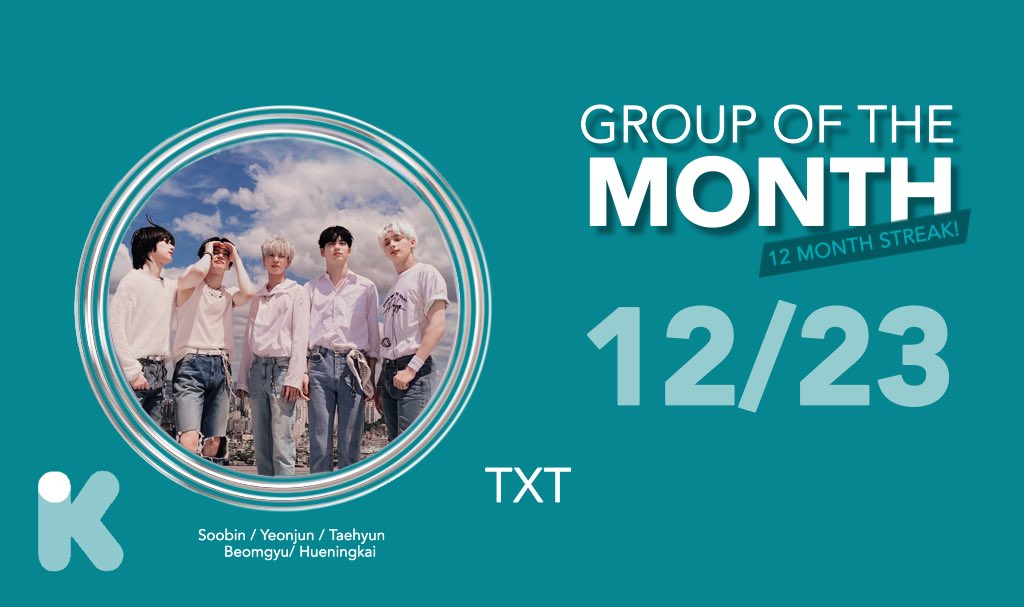 GROUP OF THE
MONTH
12 MONTH STREAK!
12/23
TXT
Soobin / Yeonjun / Taehyun
Beomgyu/ Hueningkai
K